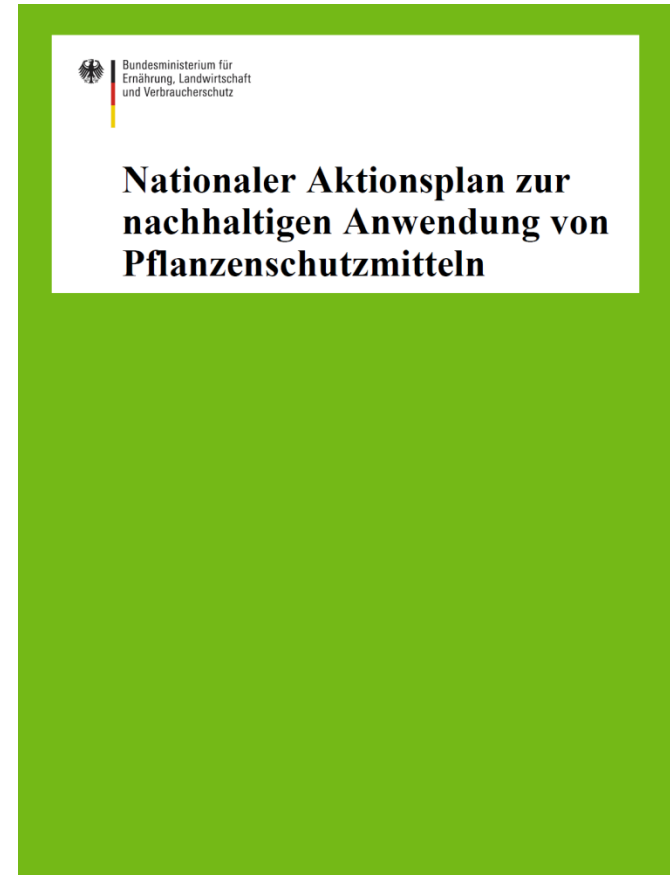 Bundesministerium für
Ernährung, Landwirtschaft
und Verbraucherschutz
Nationaler Aktionsplan zur
nachhaltigen Anwendung von
Pflanzenschutzmitteln